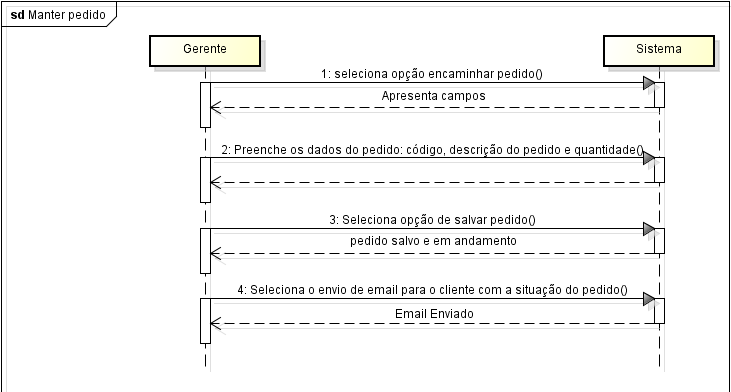 sd Manter pedido
Gerente
Sistema
1: seleciona opção encaminhar pedido()
Apresenta campos
2: Preenche os dados do pedido: código, descrição do pedido e quantidade()
3: Seleciona opção de salvar pedido()
pedido salvo e em andamento
4: Seleciona o envio de email para o cliente com a situação do pedido()
Email Enviado